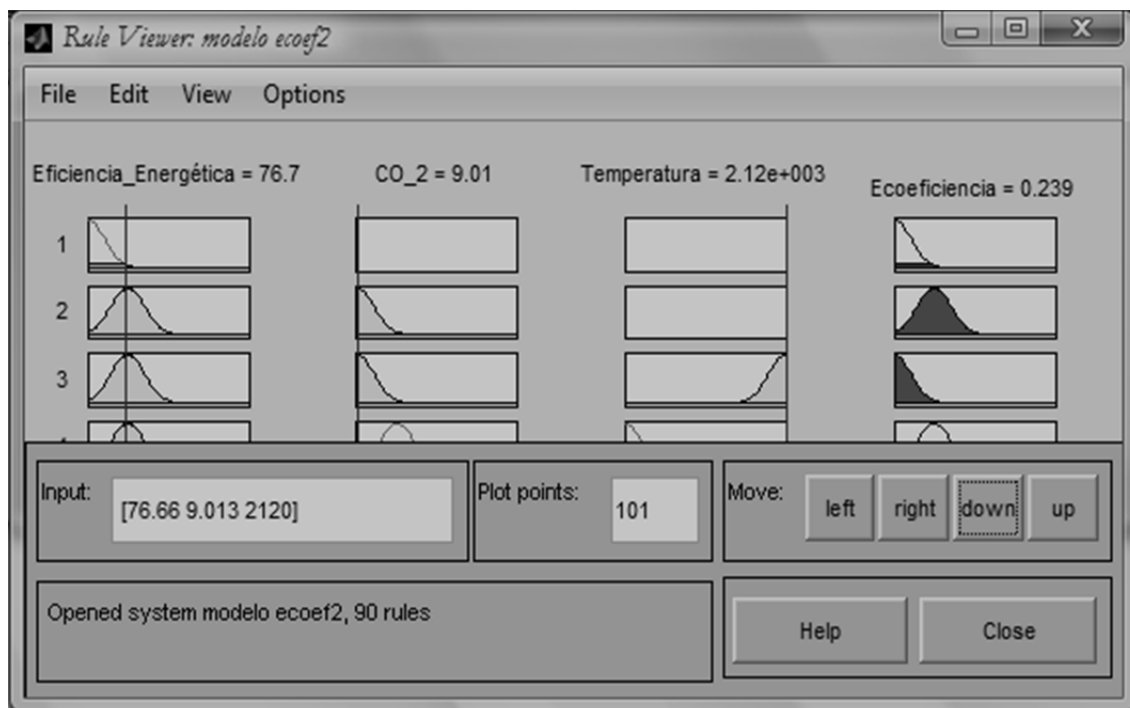 Rule Viewer: modelo ecoef2
File Edit View Options
Eficiencia_Energética = 76.7 CO_2 = 9.01 Temperatura = 2.12e+003 Ecoeficiencia = 0.239
1
2
3
Input: [76.66 9.013 2120] Plot points: 101 Move: left right down up
Opened system modelo ecoef2, 90 rules
Help Close